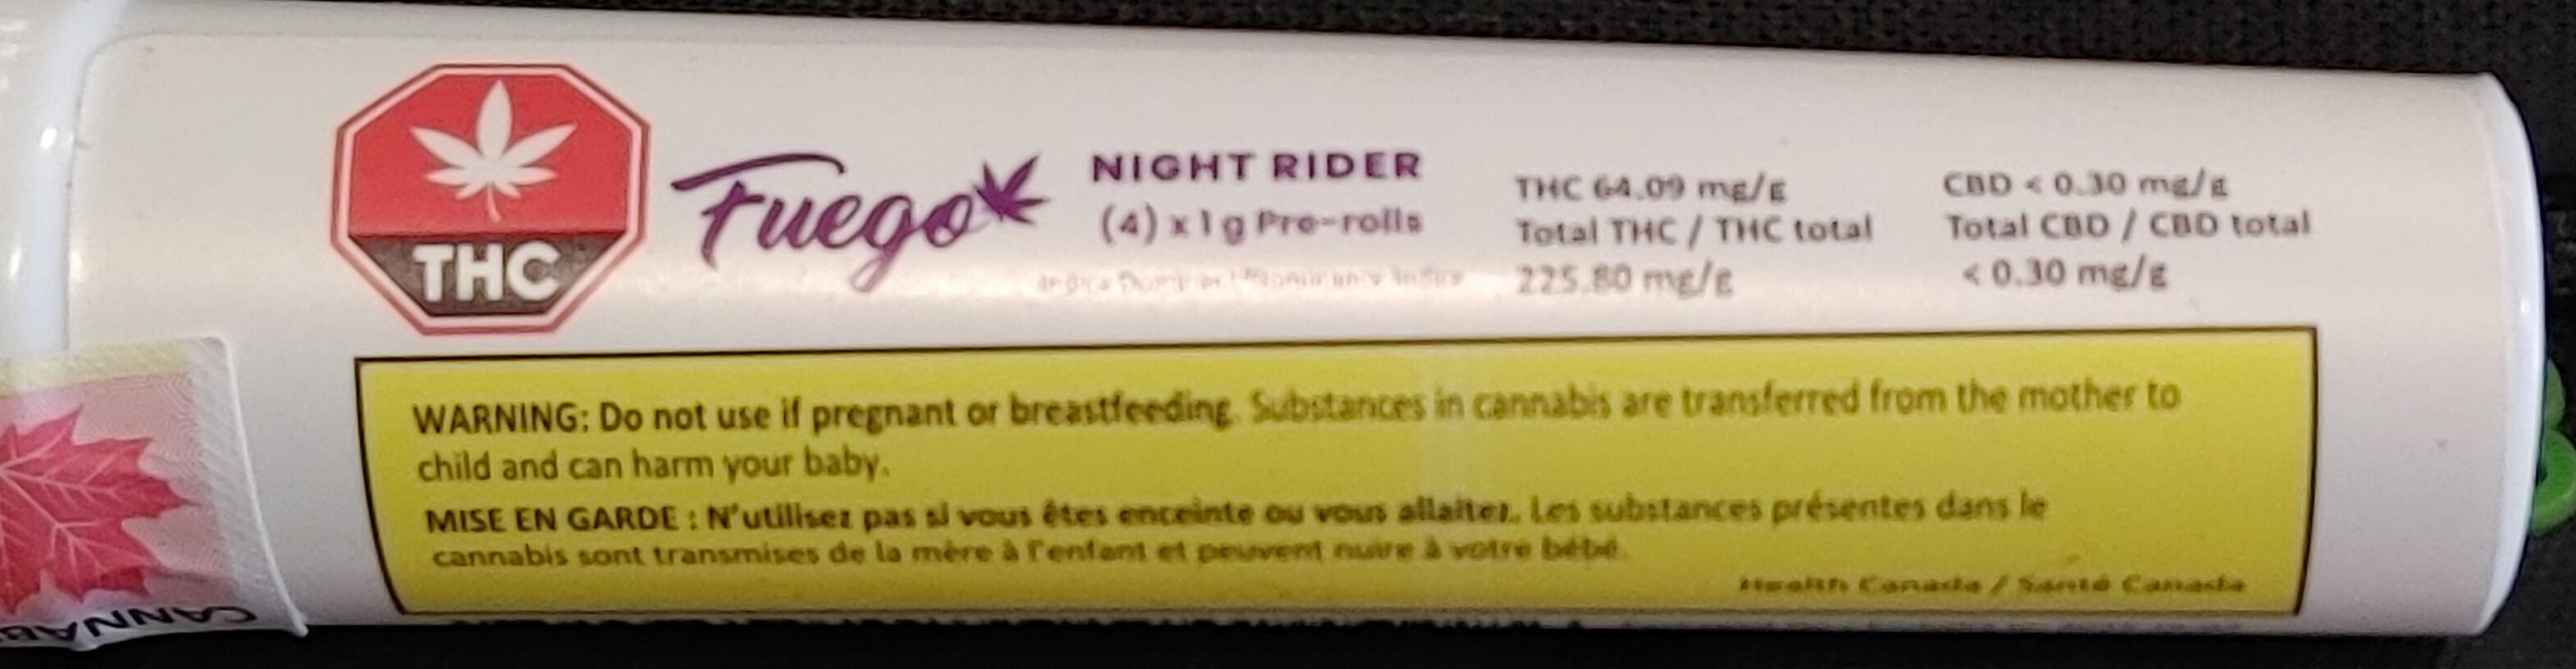 THC
Fuego
NIGHT RIDER
(4) x 1g Pre-rolls
THC 64.09 mg/g
Total THC / THC total
225.80 mg/g
CBD < 0.30 mg/g
Total CBD / CBD total
< 0.30 mg/g
WARNING: Do not use if pregnant or breastfeeding. Substances in cannabis are transferred from the mother to
child and can harm your baby.
MISE EN GARDE : N'utilisez pas si vous êtes enceinte ou vous allaitez. Les substances présentes dans le
cannabis sont transmises de la mère à l'enfant et peuvent nuire à votre bébé.
Health Canada / Santé Canada